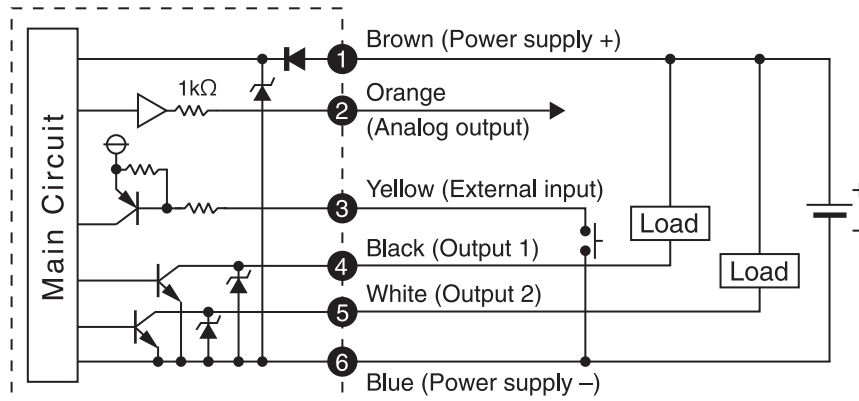 Main Circuit
1 Brown (Power supply +)
1kΩ
2 Orange
(Analog output)
3 Yellow (External input)
Load
4 Black (Output 1)
Load
5 White (Output 2)
6
Blue (Power supply –)
+
–